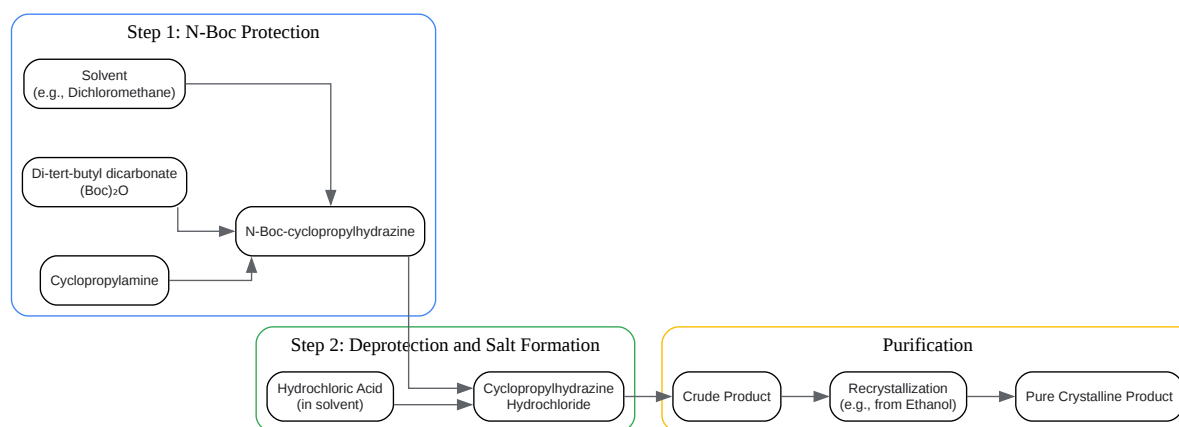 Step 1: N-Boc Protection
Solvent
(e.g., Dichloromethane)
Di-tert-butyl dicarbonate
(Boc)₂O
N-Boc-cyclopropylhydrazine
Cyclopropylamine
Step 2: Deprotection and Salt Formation
Hydrochloric Acid
(in solvent)
Cyclopropylhydrazine
Hydrochloride
Purification
Crude Product
Recrystallization
(e.g., from Ethanol)
Pure Crystalline Product